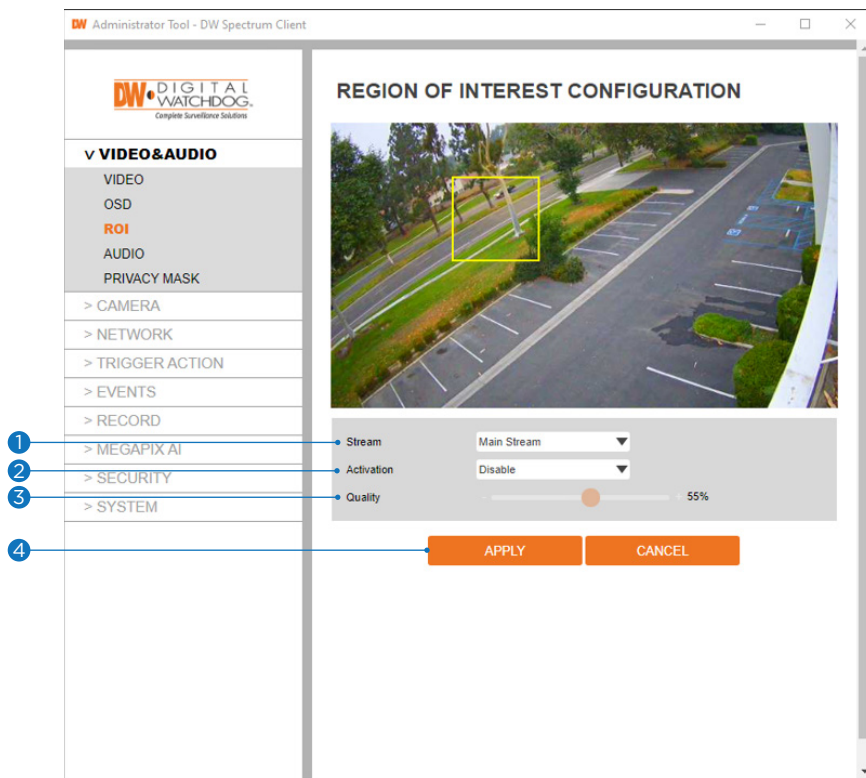 DW Administrator Tool - DW Spectrum Client
DW DIGITAL
WATCHDOG®
Complete Surveillance Solutions
REGION OF INTEREST CONFIGURATION
v VIDEO&AUDIO
VIDEO
OSD
ROI
AUDIO
PRIVACY MASK
> CAMERA
> NETWORK
> TRIGGER ACTION
> EVENTS
> RECORD
> MEGAPIX AI
> SECURITY
> SYSTEM
1 Stream Main Stream
2 Activation Disable
3 Quality - + 55%
4 APPLY CANCEL